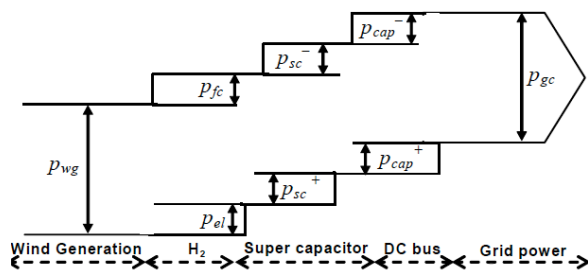 p_cap^-
p_sc^-
p_fc
p_gc
p_wg
p_cap^+
p_sc^+
p_el
Wind Generation H₂ Super capacitor DC bus Grid power